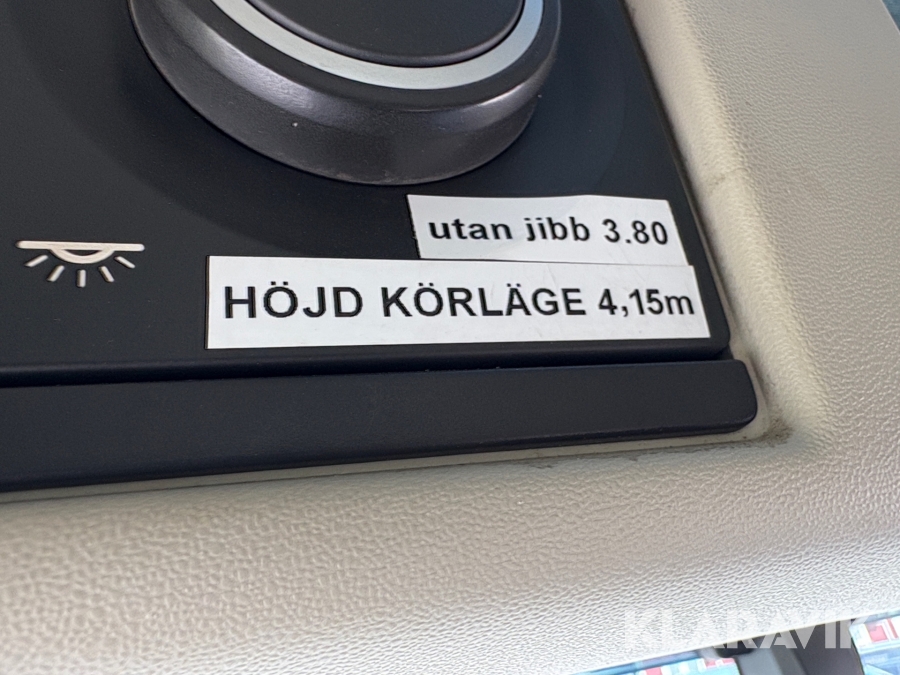 utan jibb 3.80
HÖJD KÖRLÄGE 4,15m
KLARAVIK